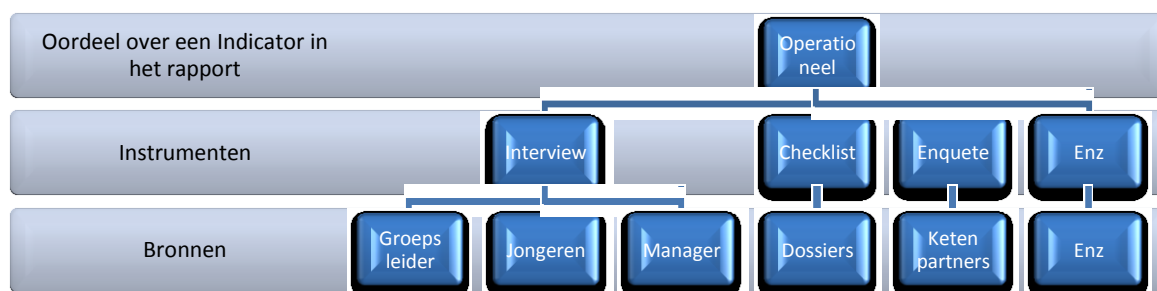 Oordeel over een Indicator in
het rapport
Operatio
neel
Instrumenten
Interview
Checklist
Enquete
Enz
Bronnen
Groeps
leider
Jongeren
Manager
Dossiers
Keten
partners
Enz